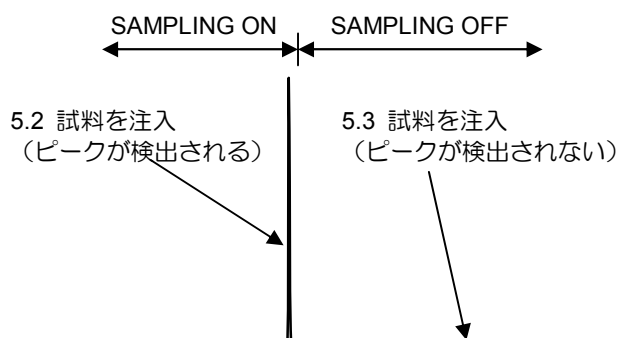 SAMPLING ON
SAMPLING OFF
5.2 試料を注入
（ピークが検出される）
5.3 試料を注入
（ピークが検出されない）